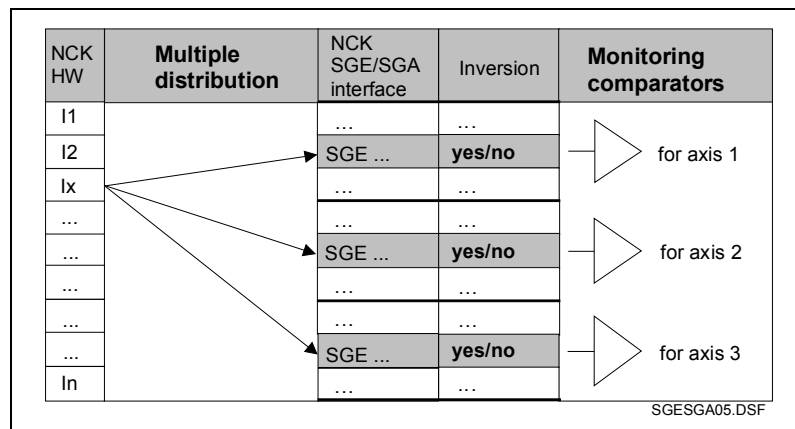 NCK HW
Multiple distribution
NCK SGE/SGA interface
Inversion
Monitoring comparators
I1
... ...
I2
SGE ... yes/no
for axis 1
Ix
... ...
...
... ...
...
SGE ... yes/no
for axis 2
...
... ...
...
... ...
...
SGE ... yes/no
for axis 3
In
... ...
SGESGA05.DSF